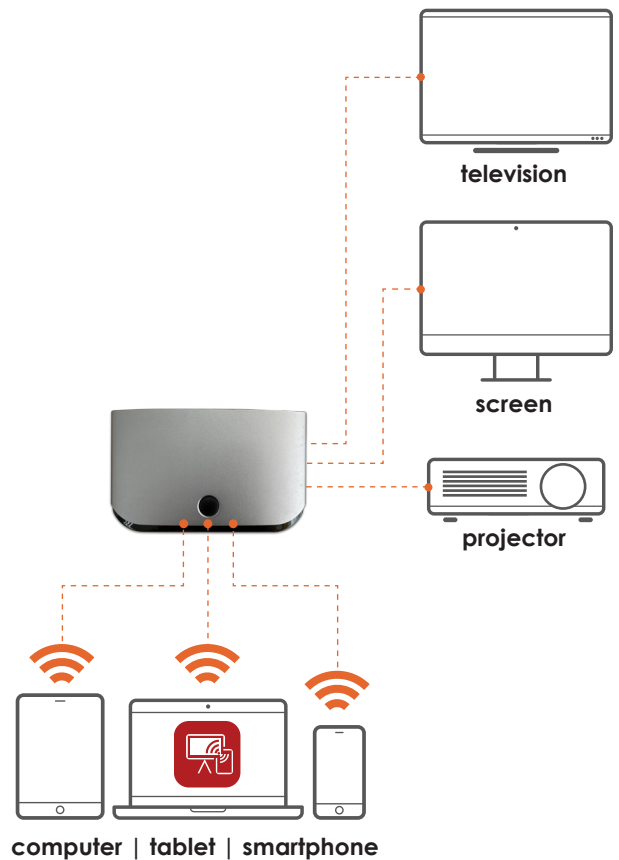 television
screen
projector
computer | tablet | smartphone